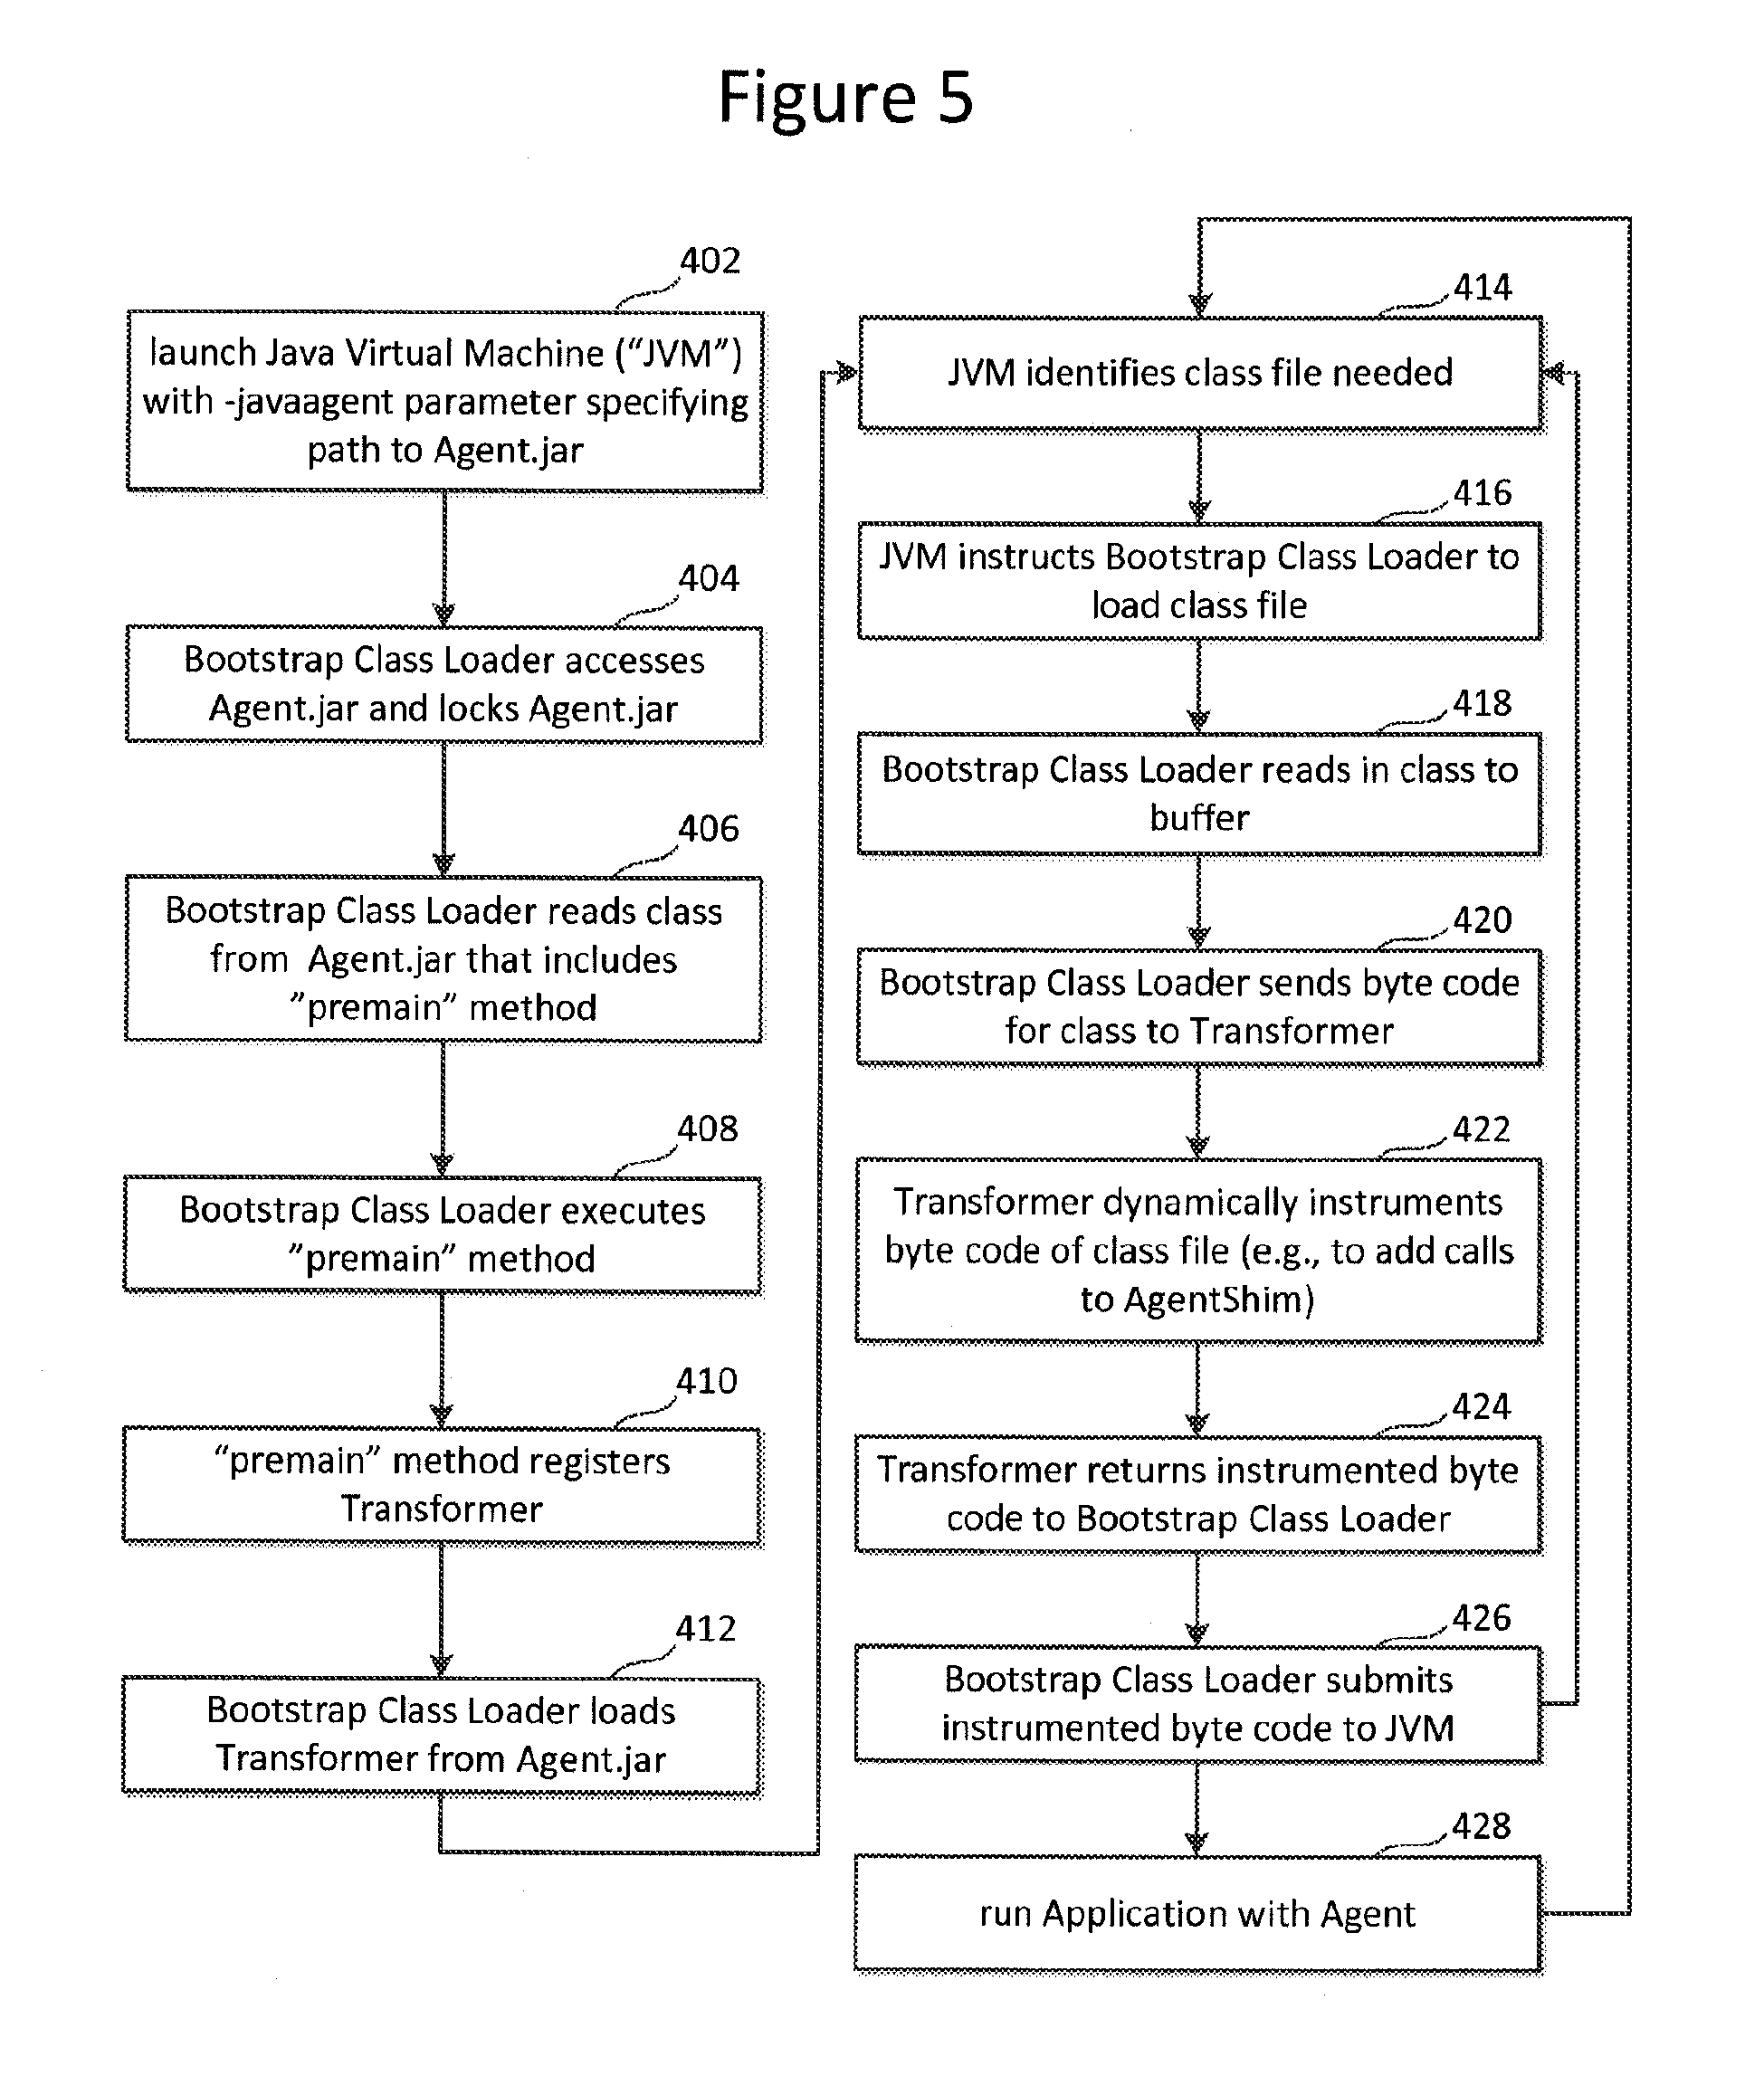 Figure 5
402
launch Java Virtual Machine (“JVM”)
with -javaagent parameter specifying
path to Agent.jar
404
Bootstrap Class Loader accesses
Agent.jar and locks Agent.jar
406
Bootstrap Class Loader reads class
from Agent.jar that includes
”premain” method
408
Bootstrap Class Loader executes
”premain” method
410
“premain” method registers
Transformer
412
Bootstrap Class Loader loads
Transformer from Agent.jar
414
JVM identifies class file needed
416
JVM instructs Bootstrap Class Loader to
load class file
418
Bootstrap Class Loader reads in class to
buffer
420
Bootstrap Class Loader sends byte code
for class to Transformer
422
Transformer dynamically instruments
byte code of class file (e.g., to add calls
to AgentShim)
424
Transformer returns instrumented byte
code to Bootstrap Class Loader
426
Bootstrap Class Loader submits
instrumented byte code to JVM
428
run Application with Agent